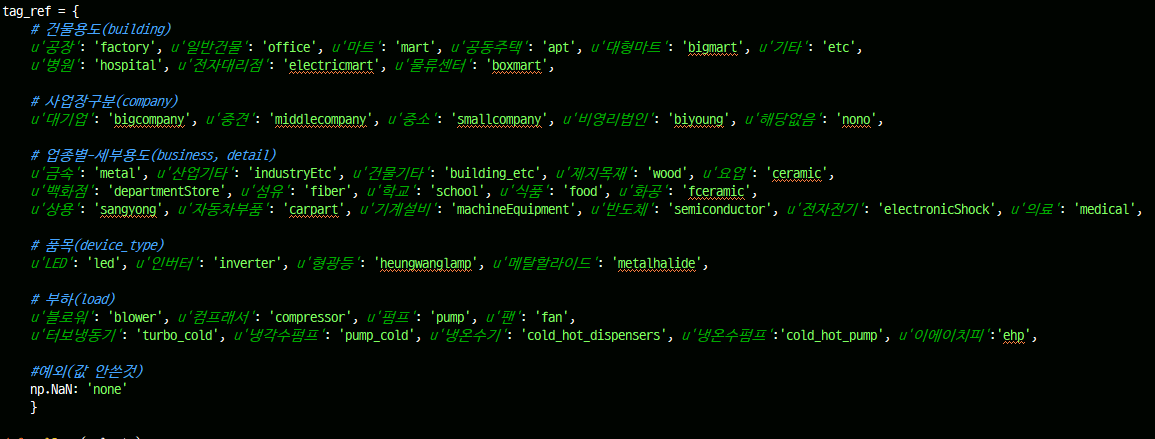 tag_ref = {
# 건물용도(building)
u'공장': 'factory', u'일반건물': 'office', u'마트': 'mart', u'공동주택': 'apt', u'대형마트': 'bigmart', u'기타': 'etc',
u'병원': 'hospital', u'전자대리점': 'electricmart', u'물류센터': 'boxmart',
# 사업장구분(company)
u'대기업': 'bigcompany', u'중견': 'middlecompany', u'중소': 'smallcompany', u'비영리법인': 'biyoung', u'해당없음': 'nono',
# 업종별-세부용도(business, detail)
u'금속': 'metal', u'산업기타': 'industryEtc', u'건물기타': 'building_etc', u'제지목재': 'wood', u'요업': 'ceramic',
u'백화점': 'departmentStore', u'섬유': 'fiber', u'학교': 'school', u'식품': 'food', u'화공': 'fceramic',
u'상용': 'sangyong', u'자동차부품': 'carpart', u'기계설비': 'machineEquipment', u'반도체': 'semiconductor', u'전자전기': 'electronicShock', u'의료': 'medical',
# 품목(device_type)
u'LED': 'led', u'인버터': 'inverter', u'형광등': 'heungwanglamp', u'메탈할라이드': 'metalhalide',
# 부하(load)
u'블로워': 'blower', u'컴프래서': 'compressor', u'펌프': 'pump', u'팬': 'fan',
u'터보냉동기': 'turbo_cold', u'냉각수펌프': 'pump_cold', u'냉온수기': 'cold_hot_dispensers', u'냉온수펌프':'cold_hot_pump', u'이에이치피':'ehp',
#예외(값 안쓴것)
np.NaN: 'none'
}